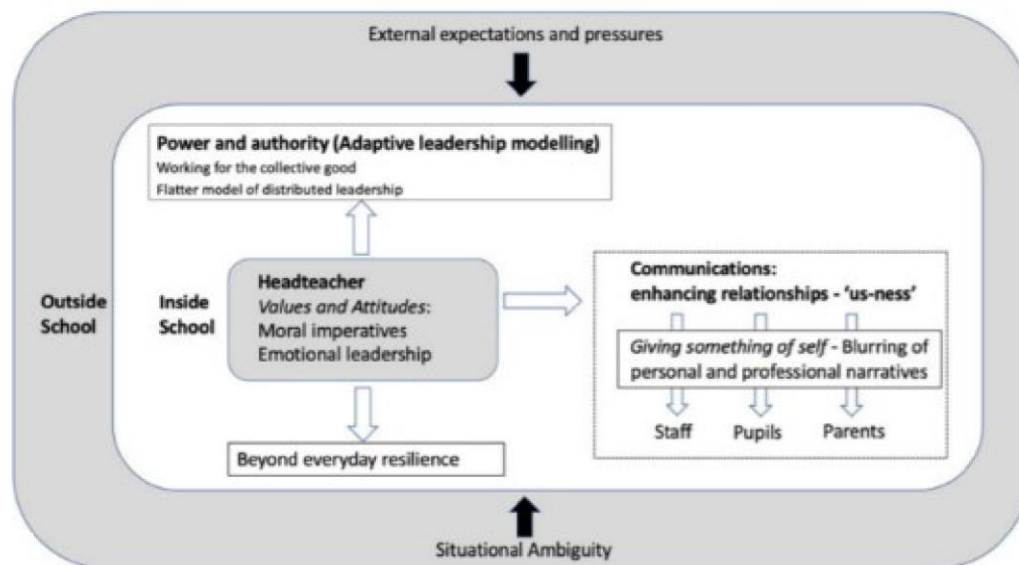 External expectations and pressures
Power and authority (Adaptive leadership modelling)
Working for the collective good
Flatter model of distributed leadership
Outside
School
Inside
School
Headteacher
Values and Attitudes:
Moral imperatives
Emotional leadership
Communications:
enhancing relationships - ‘us-ness’
Giving something of self - Blurring of
personal and professional narratives
Staff Pupils Parents
Beyond everyday resilience
Situational Ambiguity